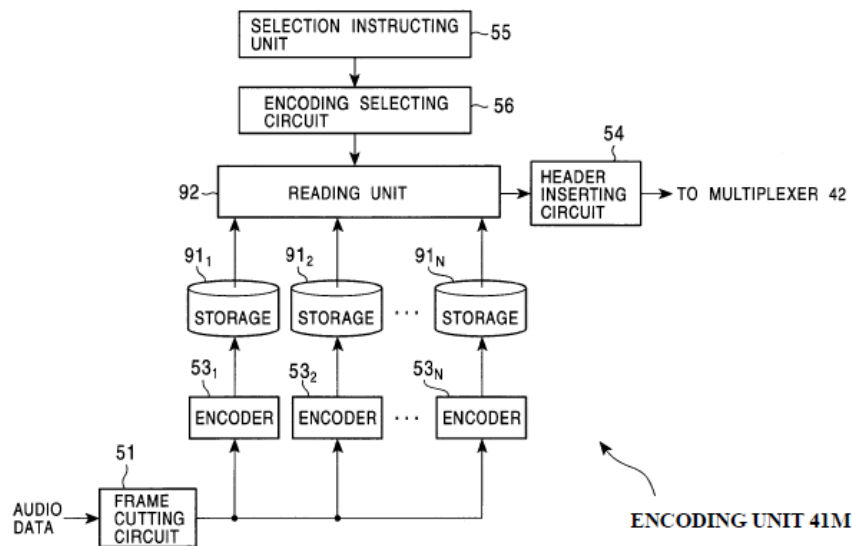 SELECTION INSTRUCTING
UNIT
55
ENCODING SELECTING
CIRCUIT
56
92
READING UNIT
54
HEADER
INSERTING
CIRCUIT
TO MULTIPLEXER 42
91₁
91₂
91N
STORAGE
STORAGE
...
STORAGE
53₁
53₂
53N
ENCODER
ENCODER
...
ENCODER
51
AUDIO
DATA
FRAME
CUTTING
CIRCUIT
ENCODING UNIT 41M